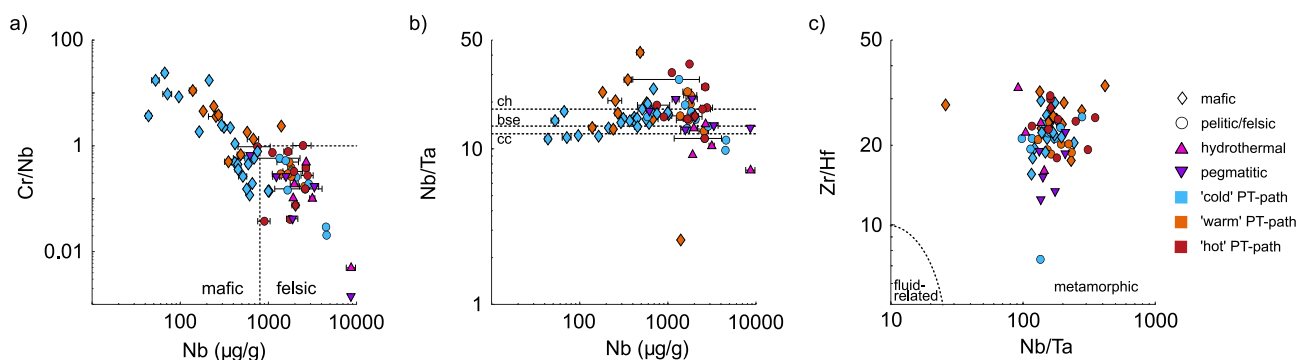 a)
100
1
0.01
Cr/Nb
mafic
felsic
100
1000
10000
Nb (µg/g)
b)
50
10
1
Nb/Ta
ch
bse
cc
100
1000
10000
Nb (µg/g)
c)
50
40
30
20
10
Zr/Hf
fluid-
related
metamorphic
10
100
1000
Nb/Ta
mafic
pelitic/felsic
hydrothermal
pegmatitic
'cold' PT-path
'warm' PT-path
'hot' PT-path